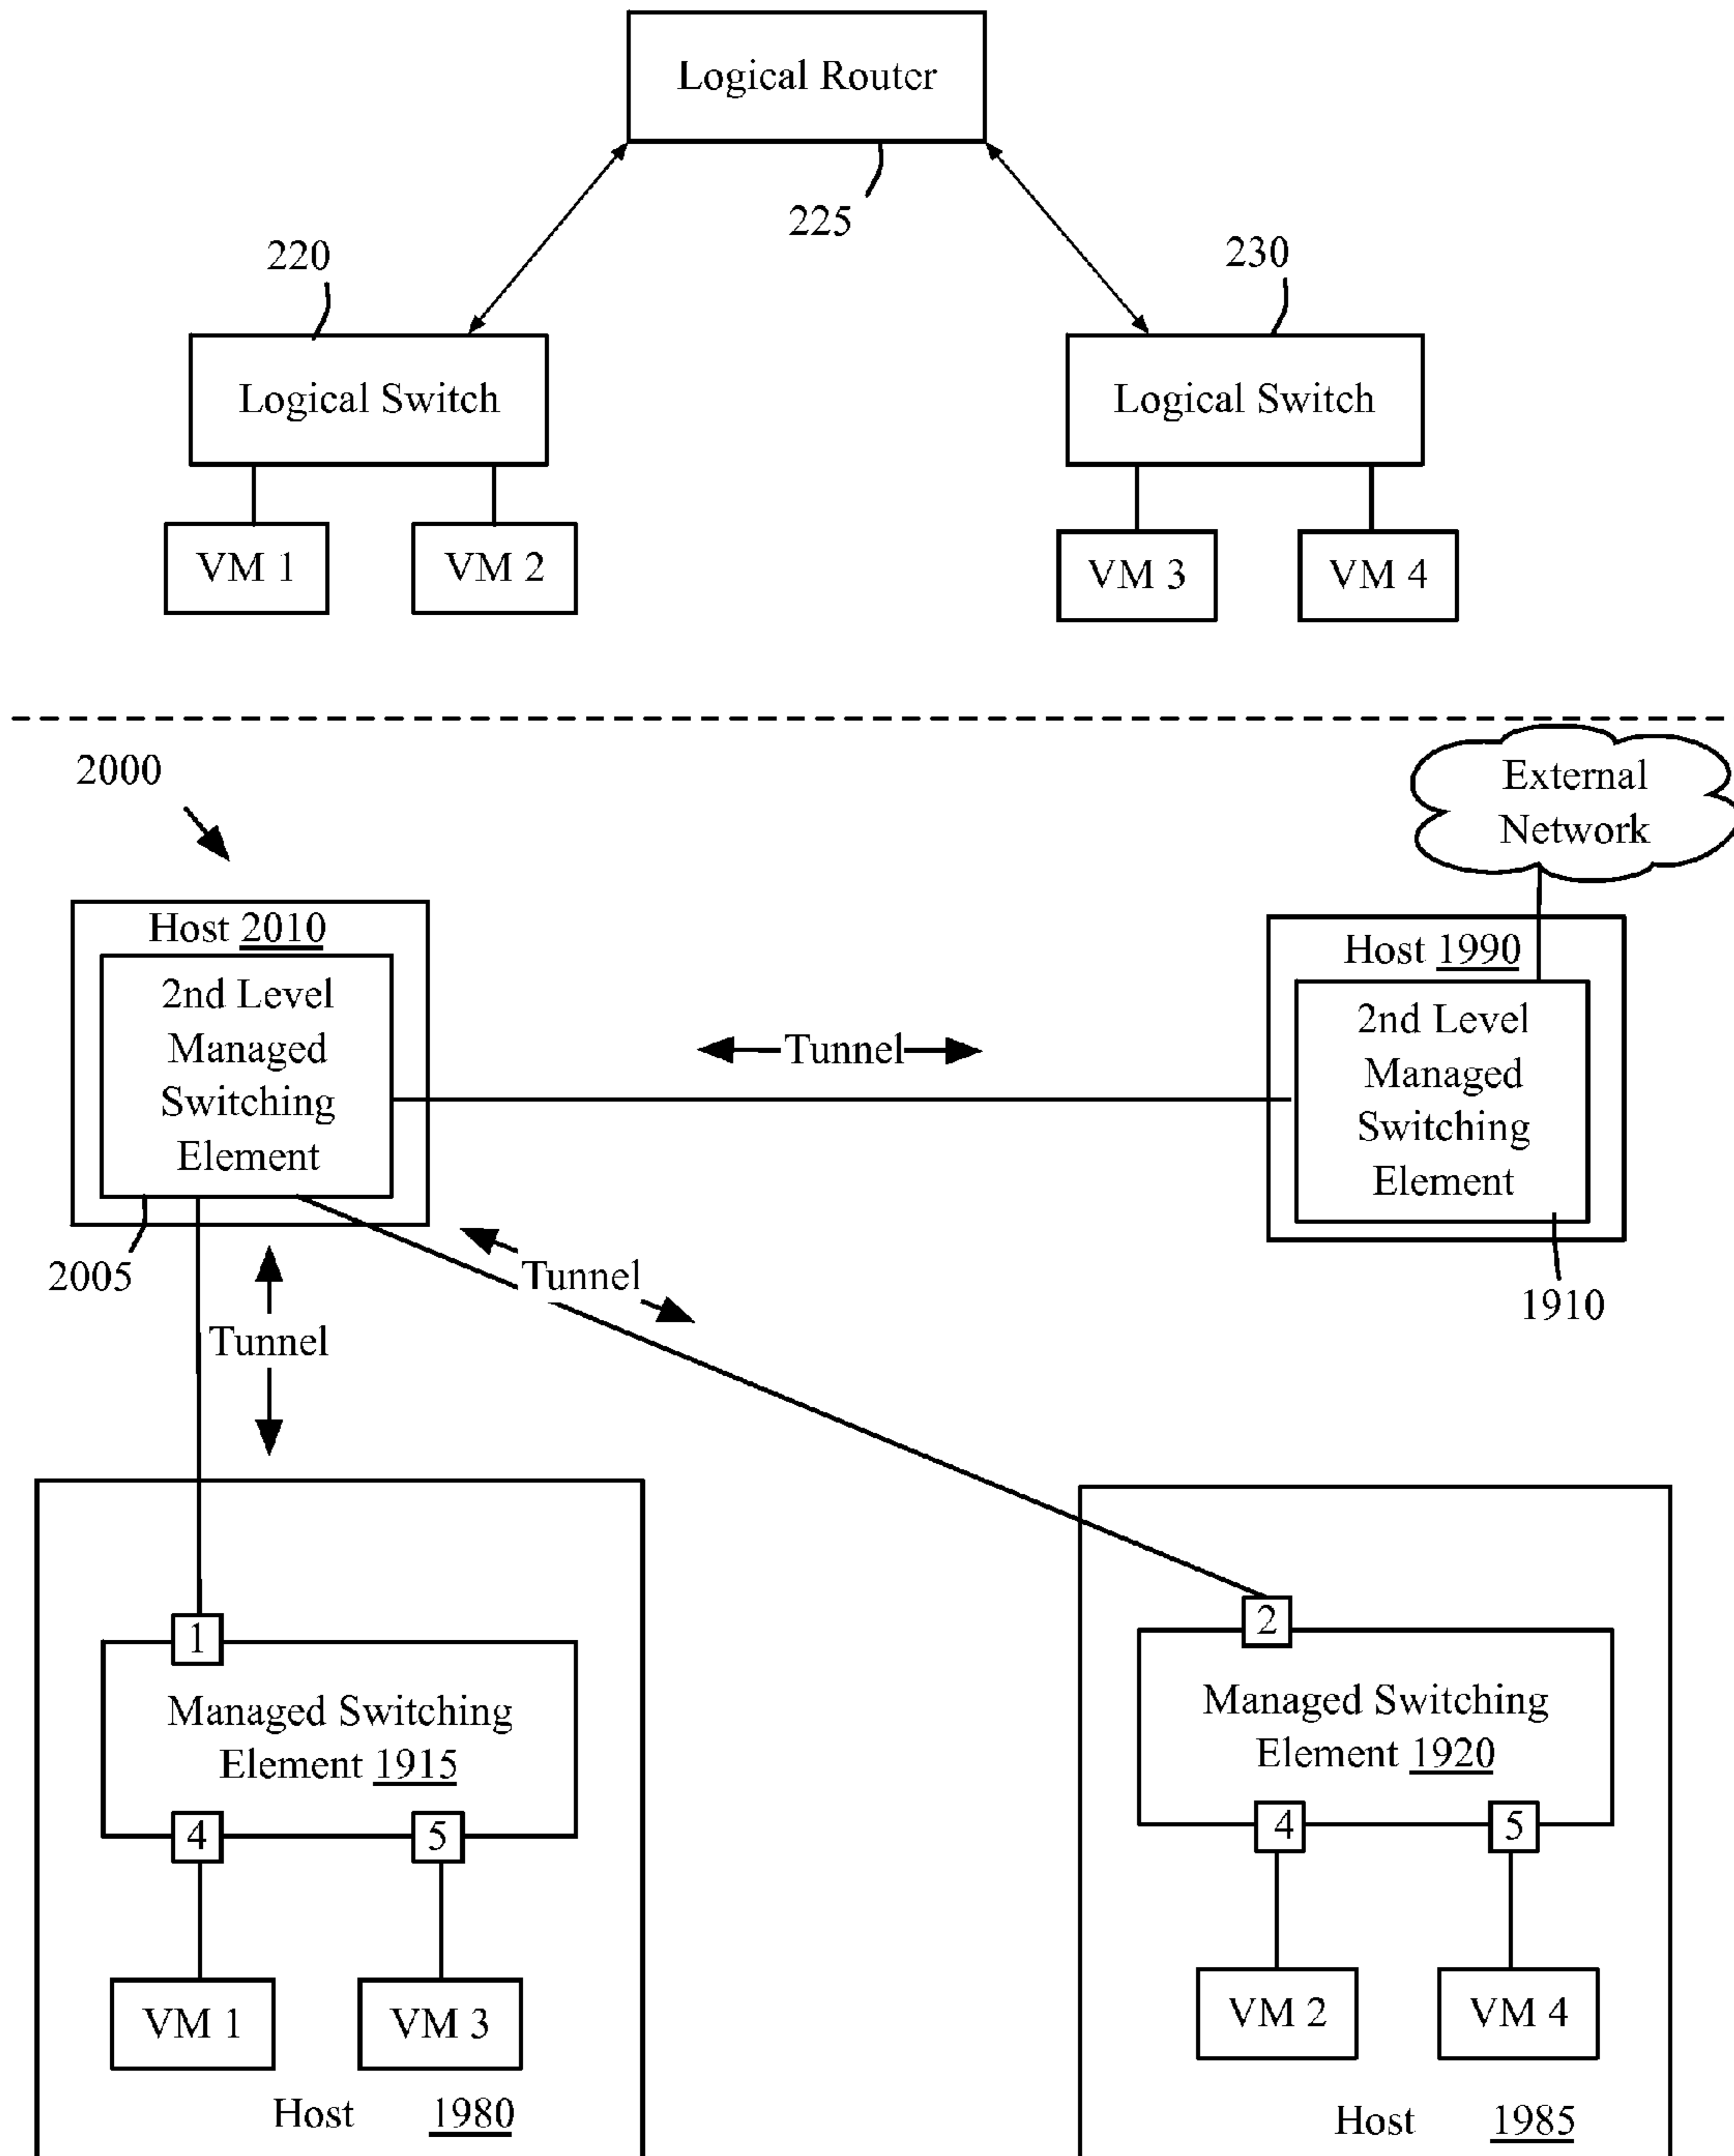 Logical Router
225
220
230
Logical Switch
Logical Switch
VM 1
VM 2
VM 3
VM 4
2000
External
Network
Host 2010
2nd Level
Managed
Switching
Element
2005
Host 1990
2nd Level
Managed
Switching
Element
1910
Tunnel
Tunnel
Tunnel
1
Managed Switching
Element 1915
4
5
VM 1
VM 3
Host 1980
2
Managed Switching
Element 1920
4
5
VM 2
VM 4
Host 1985